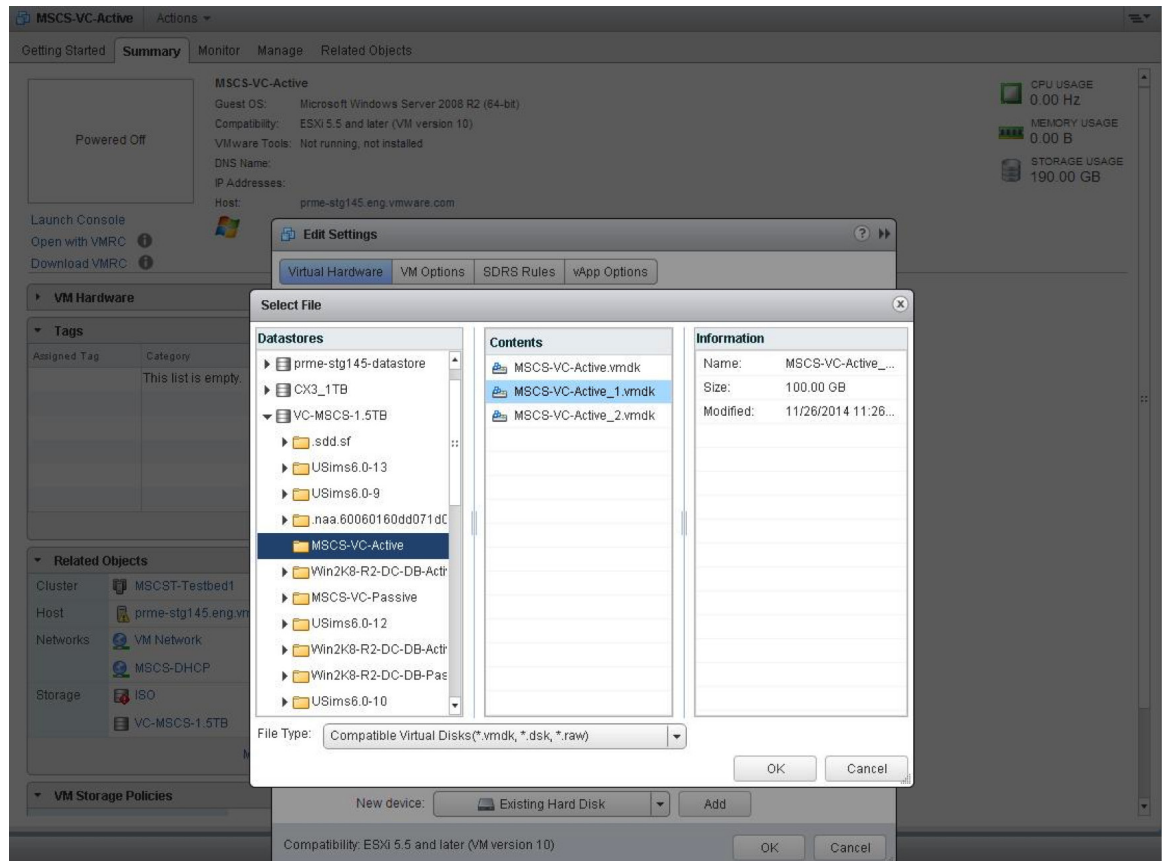 MSCS-VC-Active Actions
Getting Started Summary Monitor Manage Related Objects
Powered Off
MSCS-VC-Active
Guest OS: Microsoft Windows Server 2008 R2 (64-bit)
Compatibility: ESXi 5.5 and later (VM version 10)
VMware Tools: Not running, not installed
DNS Name:
IP Addresses:
Host: prme-stg145.eng.vmware.com
CPU USAGE
0.00 Hz
MEMORY USAGE
0.00 B
STORAGE USAGE
190.00 GB
Launch Console
Open with VMRC
Download VMRC
VM Hardware
Tags
Assigned Tag Category
This list is empty.
Related Objects
Cluster MSCST-Testbed1
Host prme-stg145.eng.vm
Networks VM Network
MSCS-DHCP
Storage ISO
VC-MSCS-1.5TB
VM Storage Policies
Edit Settings
Virtual Hardware VM Options SDRS Rules vApp Options
Select File
Datastores
prme-stg145-datastore
CX3_1TB
VC-MSCS-1.5TB
.sdd.sf
USims6.0-13
USims6.0-9
.naa.60060160dd071d
MSCS-VC-Active
Win2K8-R2-DC-DB-Acti
MSCS-VC-Passive
USims6.0-12
Win2K8-R2-DC-DB-Acti
Win2K8-R2-DC-DB-Pas
USims6.0-10
Contents
MSCS-VC-Active.vmdk
MSCS-VC-Active_1.vmdk
MSCS-VC-Active_2.vmdk
Information
Name: MSCS-VC-Active_...
Size: 100.00 GB
Modified: 11/26/2014 11:26...
File Type: Compatible Virtual Disks(*.vmdk, *.dsk, *.raw)
OK Cancel
New device: Existing Hard Disk Add
Compatibility: ESXi 5.5 and later (VM version 10) OK Cancel